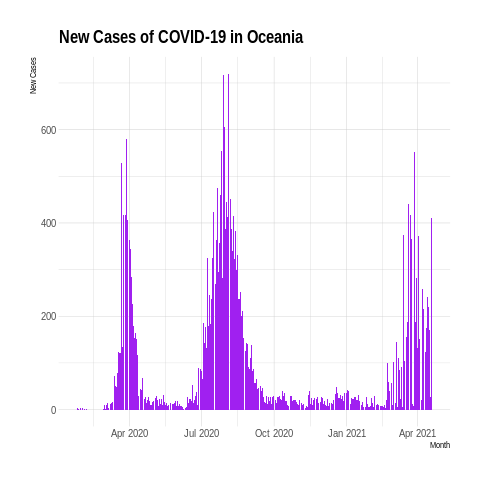 New Cases of COVID-19 in Oceania
New Cases
600
400
200
0
Apr 2020
Jul 2020
Oct 2020
Jan 2021
Apr 2021
Month